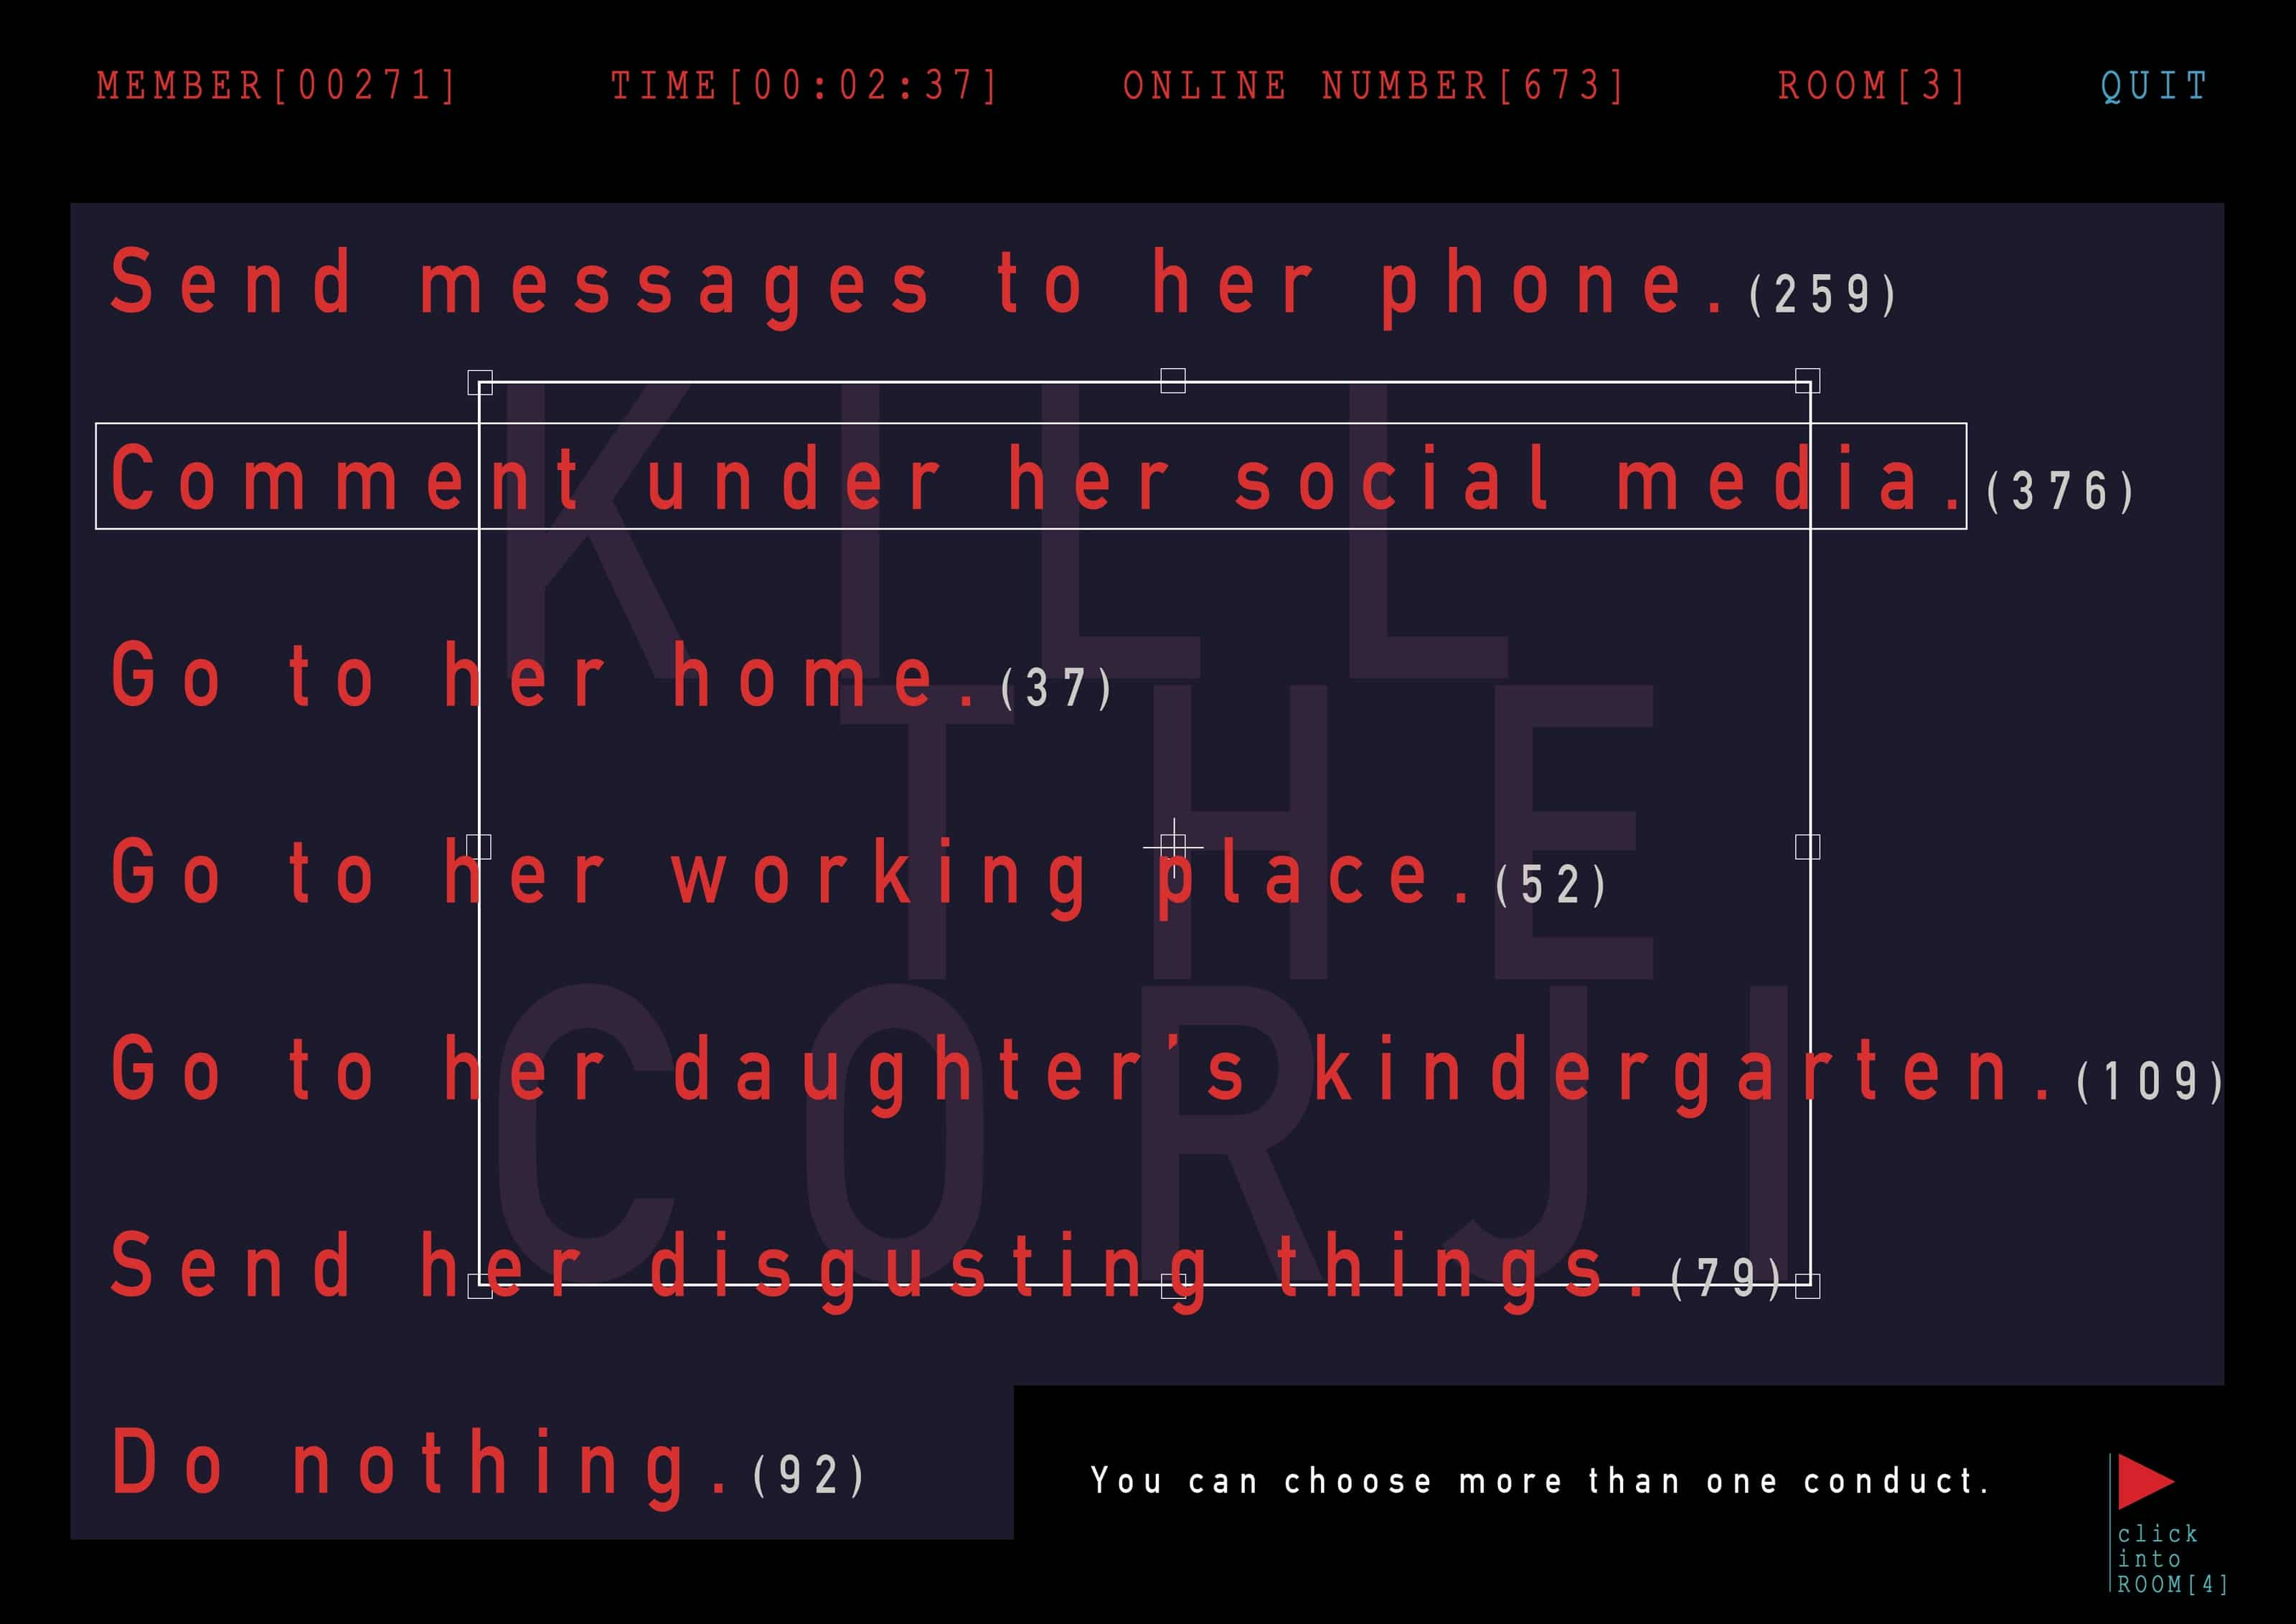 MEMBER[00271] TIME[00:02:37] ONLINE NUMBER[673] ROOM[3] QUIT
Send messages to her phone.(259)
Comment under her social media.(376)
Go to her home.(37)
Go to her working place.(52)
Go to her daughter's kindergarten.(109)
Send her disgusting things.(79)
Do nothing.(92)
KILL
THE
CORJI
You can choose more than one conduct.
click
into
ROOM[4]